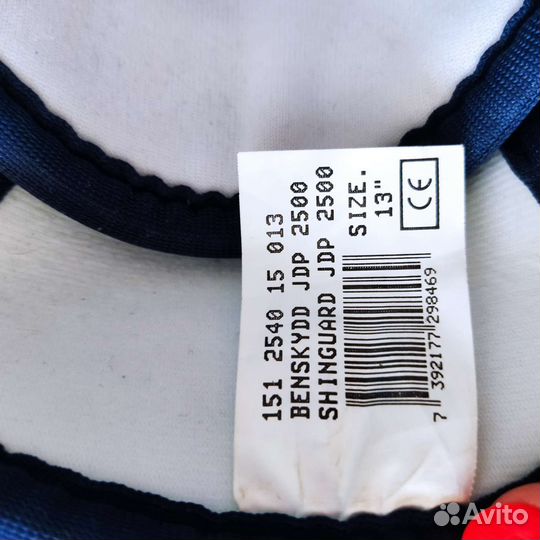 151 2540 15 013
BENSKYDD JDP 2500
SHINGUARD JDP 2500
SIZE.
13"
CE
7 392177 298469
Avito